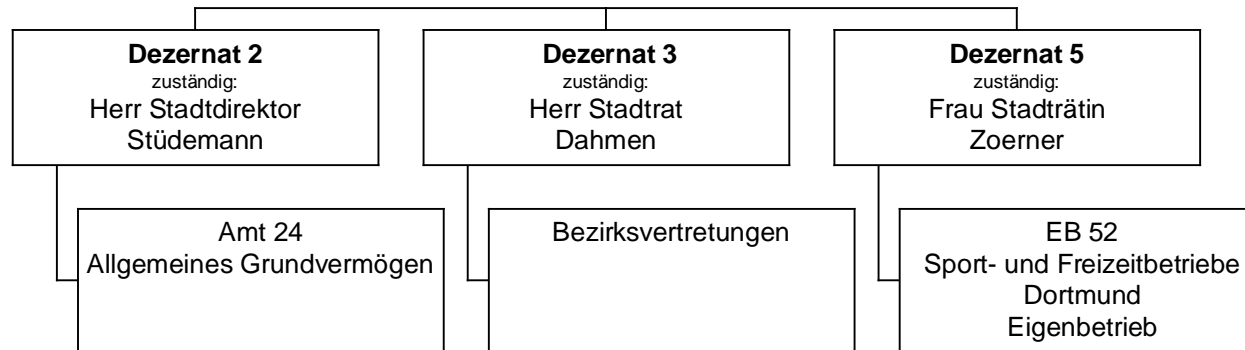 Dezernat 2
zuständig:
Herr Stadtdirektor
Stüdemann
Dezernat 3
zuständig:
Herr Stadtrat
Dahmen
Dezernat 5
zuständig:
Frau Stadträtin
Zoerner
Amt 24
Allgemeines Grundvermögen
Bezirksvertretungen
EB 52
Sport- und Freizeitbetriebe
Dortmund
Eigenbetrieb